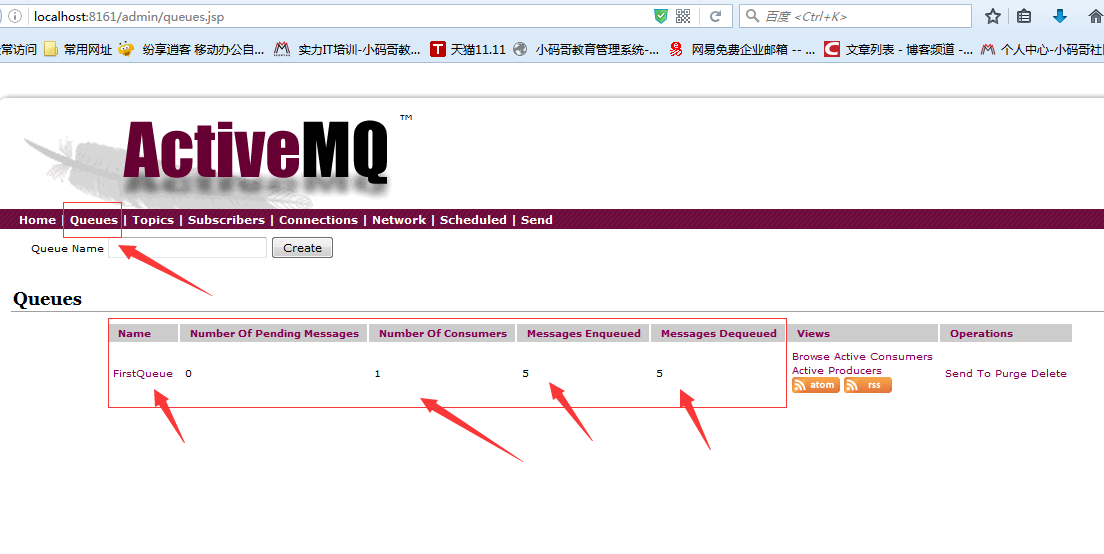 localhost:8161/admin/queues.jsp
百度 <Ctrl+K>
常访问 常用网址 纷享逍客 移动办公自... 实力IT培训-小码哥教... 天猫11.11 小码哥教育管理系统-... 网易免费企业邮箱 -- ... 文章列表 - 博客频道 -... 个人中心-小码哥社
ActiveMQ ™
Home | Queues | Topics | Subscribers | Connections | Network | Scheduled | Send
Queue Name Create
Queues
Name Number Of Pending Messages Number Of Consumers Messages Enqueued Messages Dequeued Views Operations
Browse Active Consumers
Active Producers
FirstQueue 0 1 5 5 Send To Purge Delete
atom rss